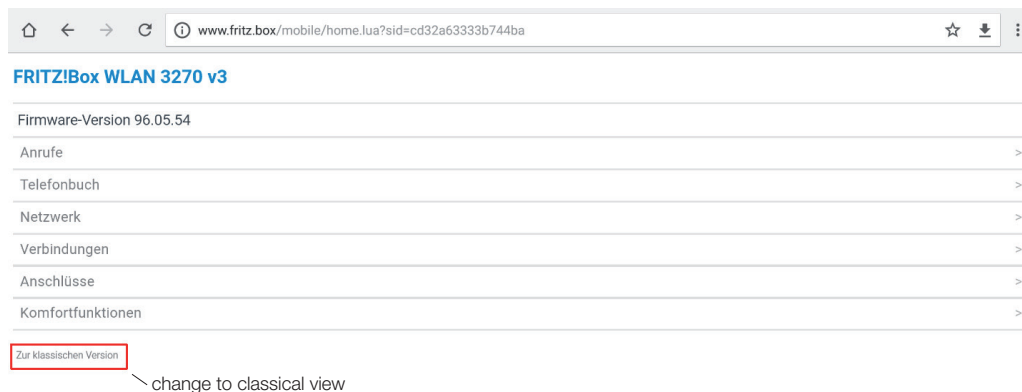 www.fritz.box/mobile/home.lua?sid=cd32a63333b744ba
FRITZ!Box WLAN 3270 v3
Firmware-Version 96.05.54
Anrufe >
Telefonbuch >
Netzwerk >
Verbindungen >
Anschlüsse >
Komfortfunktionen >
Zur klassischen Version
change to classical view